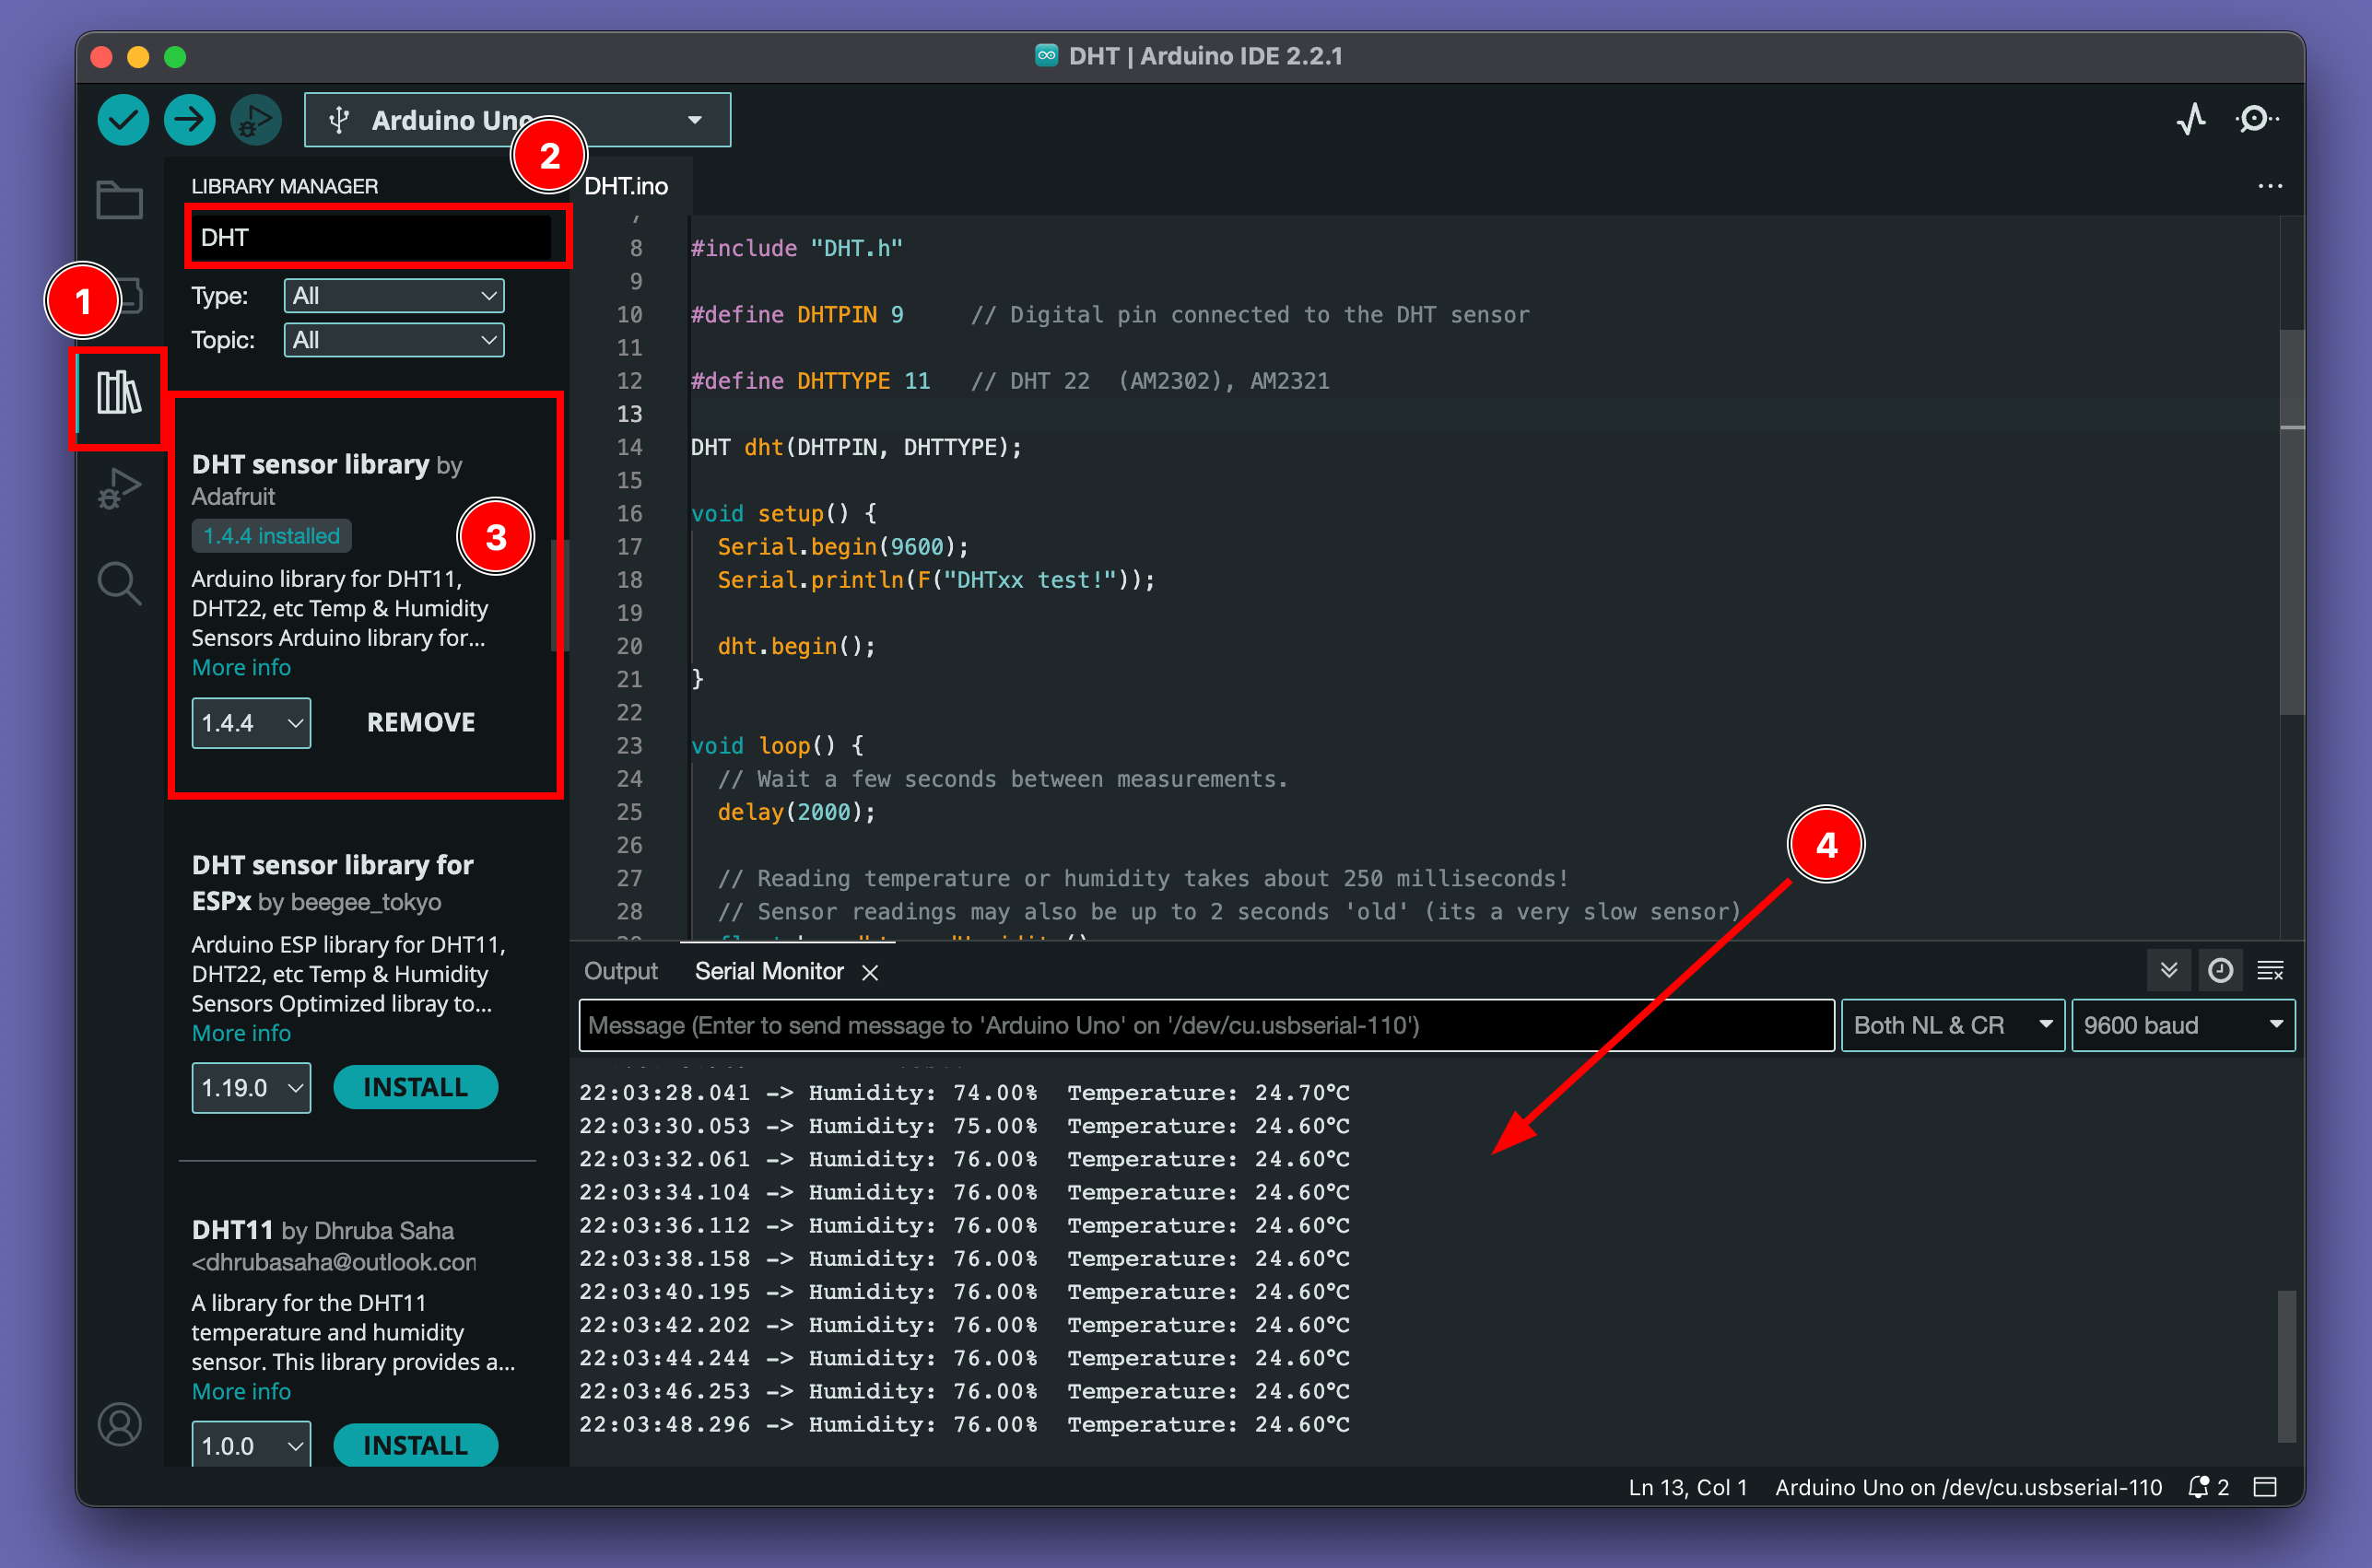 DHT | Arduino IDE 2.2.1
Arduino Uno
2
LIBRARY MANAGER
DHT
1
Type: All
Topic: All
DHT sensor library by
Adafruit
1.4.4 installed
3
Arduino library for DHT11,
DHT22, etc Temp & Humidity
Sensors Arduino library for...
More info
1.4.4 REMOVE
DHT sensor library for
ESPx by beegee_tokyo
Arduino ESP library for DHT11,
DHT22, etc Temp & Humidity
Sensors Optimized libray to...
More info
1.19.0 INSTALL
DHT11 by Dhruba Saha
<dhrubasaha@outlook.com
A library for the DHT11
temperature and humidity
sensor. This library provides a...
More info
1.0.0 INSTALL
DHT.ino
...
7
8 #include "DHT.h"
9
10 #define DHTPIN 9     // Digital pin connected to the DHT sensor
11
12 #define DHTTYPE 11   // DHT 22  (AM2302), AM2321
13
14 DHT dht(DHTPIN, DHTTYPE);
15
16 void setup() {
17   Serial.begin(9600);
18   Serial.println(F("DHTxx test!"));
19
20   dht.begin();
21 }
22
23 void loop() {
24   // Wait a few seconds between measurements.
25   delay(2000);
26
27   // Reading temperature or humidity takes about 250 milliseconds!
28   // Sensor readings may also be up to 2 seconds 'old' (its a very slow sensor)
4
Output Serial Monitor
Message (Enter to send message to 'Arduino Uno' on '/dev/cu.usbserial-110') Both NL & CR 9600 baud
22:03:28.041 -> Humidity: 74.00%  Temperature: 24.70°C
22:03:30.053 -> Humidity: 75.00%  Temperature: 24.60°C
22:03:32.061 -> Humidity: 76.00%  Temperature: 24.60°C
22:03:34.104 -> Humidity: 76.00%  Temperature: 24.60°C
22:03:36.112 -> Humidity: 76.00%  Temperature: 24.60°C
22:03:38.158 -> Humidity: 76.00%  Temperature: 24.60°C
22:03:40.195 -> Humidity: 76.00%  Temperature: 24.60°C
22:03:42.202 -> Humidity: 76.00%  Temperature: 24.60°C
22:03:44.244 -> Humidity: 76.00%  Temperature: 24.60°C
22:03:46.253 -> Humidity: 76.00%  Temperature: 24.60°C
22:03:48.296 -> Humidity: 76.00%  Temperature: 24.60°C
Ln 13, Col 1 Arduino Uno on /dev/cu.usbserial-110 2